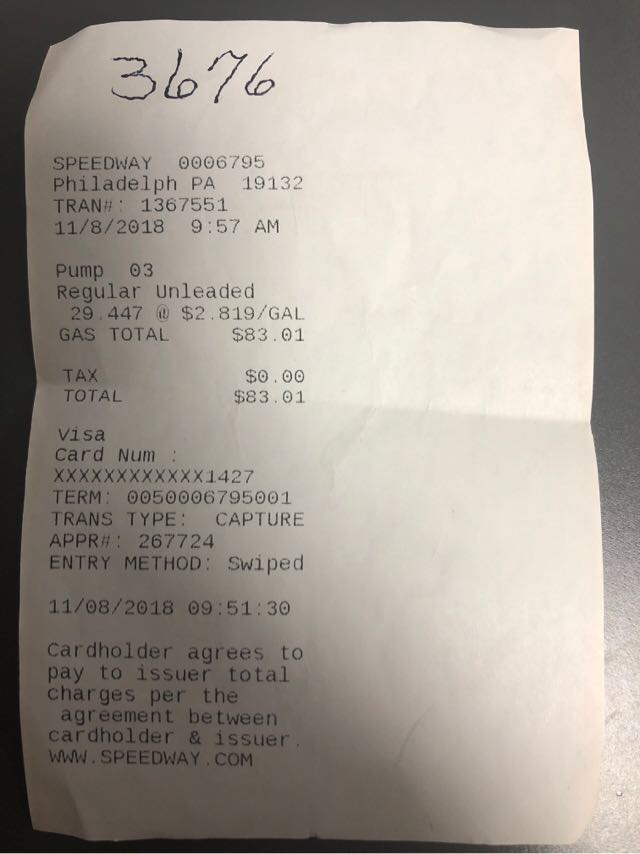 3676
SPEEDWAY 0006795
Philadelph PA 19132
TRAN#: 1367551
11/8/2018 9:57 AM
Pump 03
Regular Unleaded
29.447 @ $2.819/GAL
GAS TOTAL $83.01
TAX $0.00
TOTAL $83.01
Visa
Card Num :
XXXXXXXXXXXX1427
TERM: 0050006795001
TRANS TYPE: CAPTURE
APPR#: 267724
ENTRY METHOD: Swiped
11/08/2018 09:51:30
Cardholder agrees to
pay to issuer total
charges per the
agreement between
cardholder & issuer.
WWW.SPEEDWAY.COM